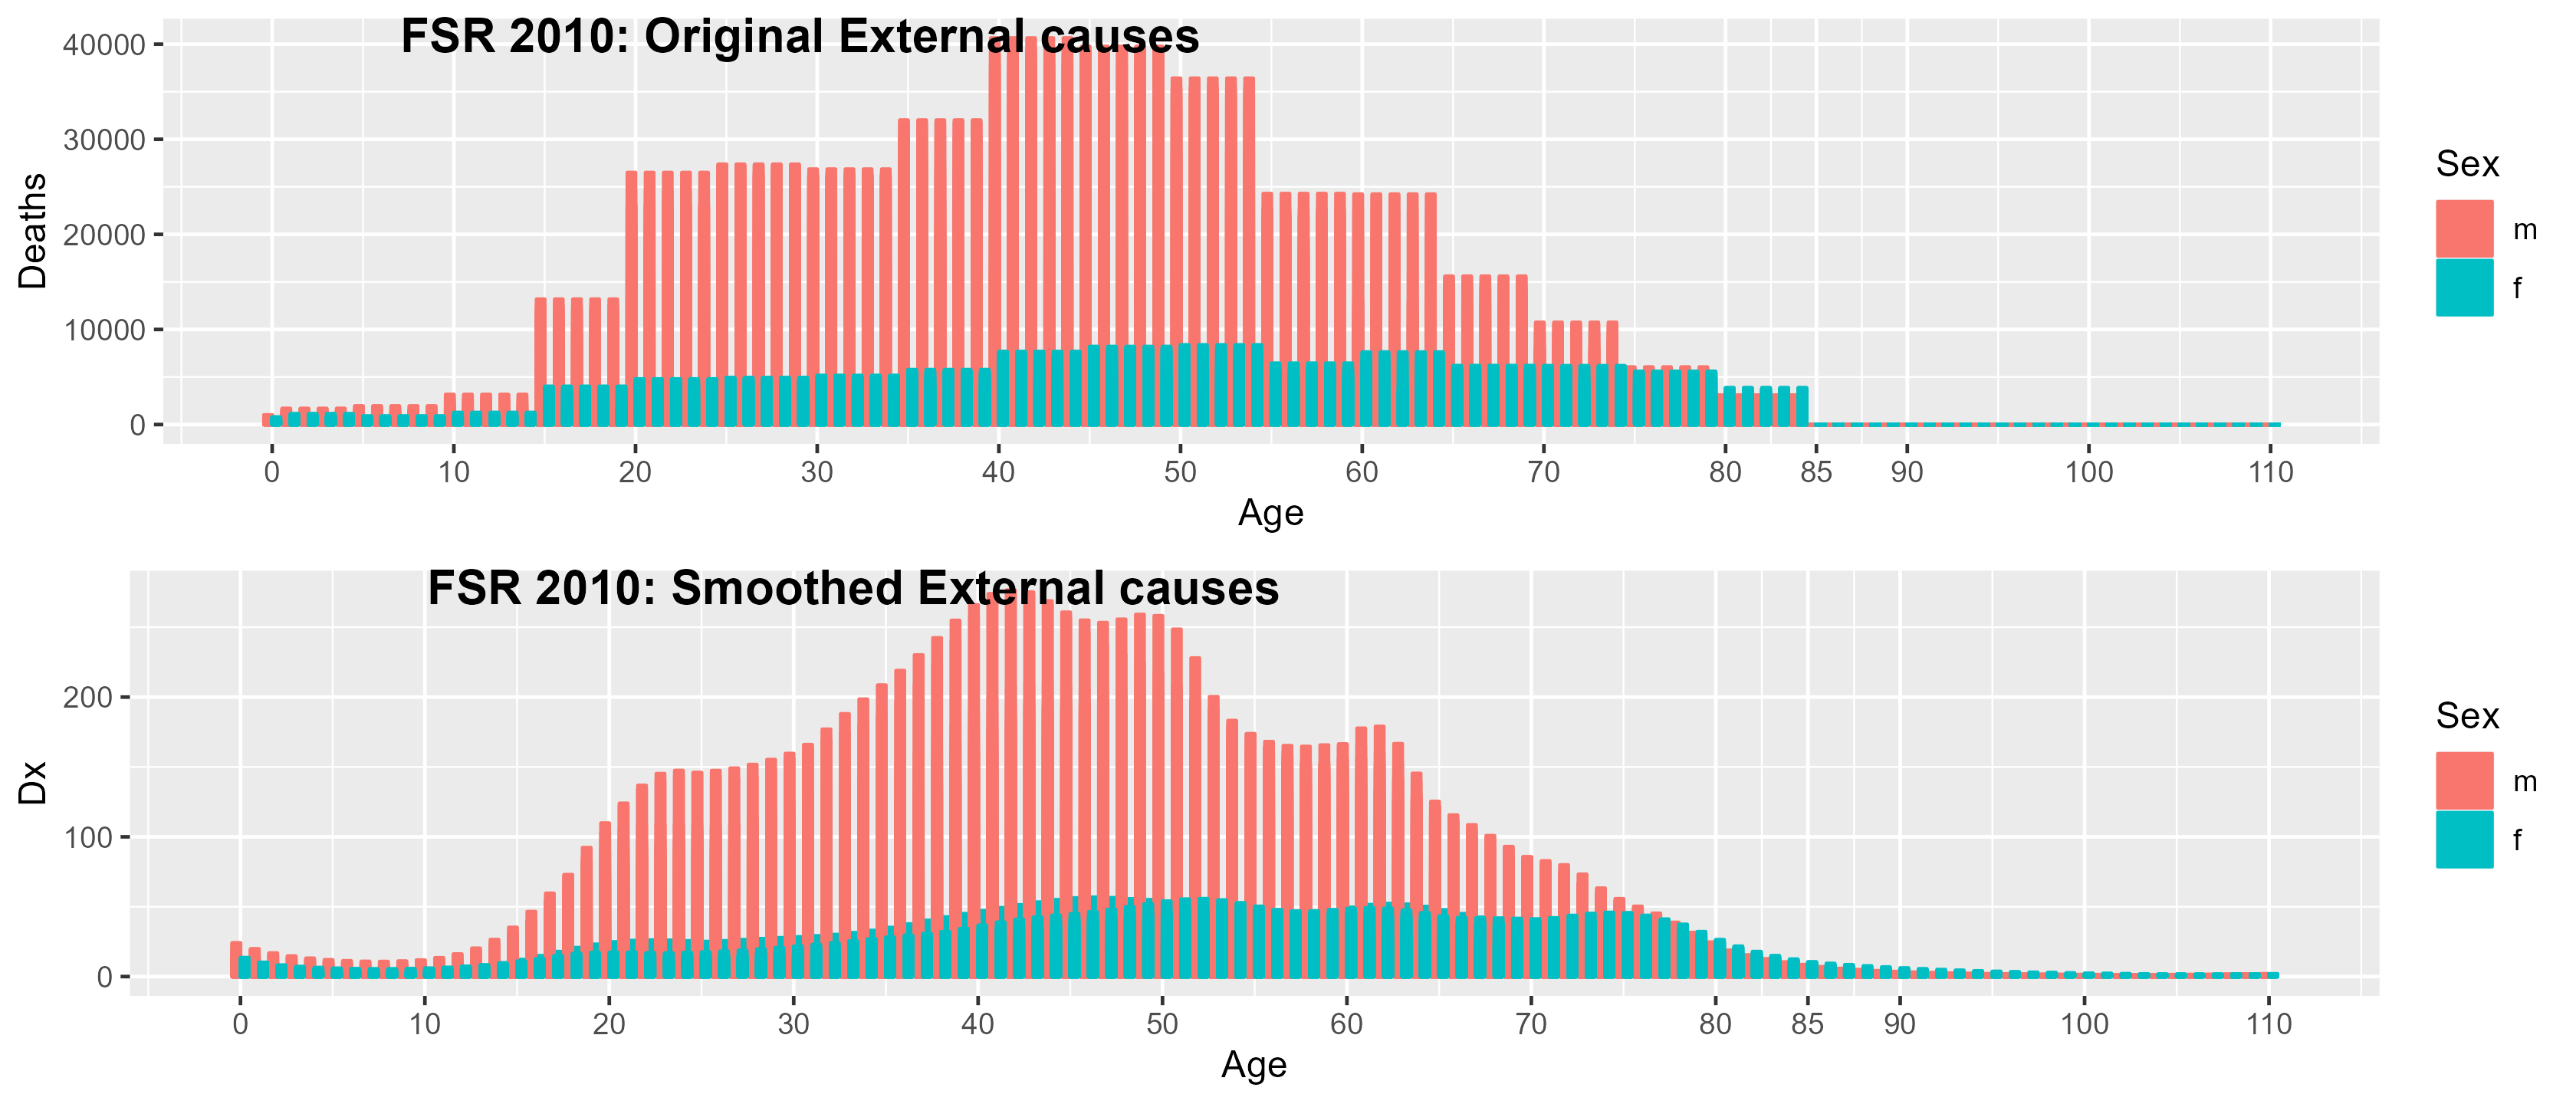 FSR 2010: Original External causes
40000
30000
20000
10000
0
Deaths
0 10 20 30 40 50 60 70 80 85 90 100 110
Age
Sex
m
f
FSR 2010: Smoothed External causes
200
100
0
Dx
0 10 20 30 40 50 60 70 80 85 90 100 110
Age
Sex
m
f